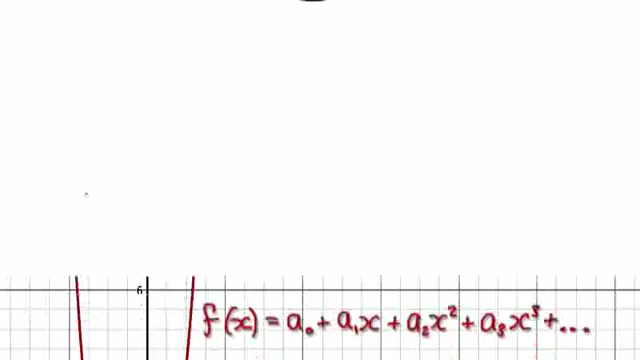 6
f(x) = a₀ + a₁x + a₂x² + a₃x³ + ...